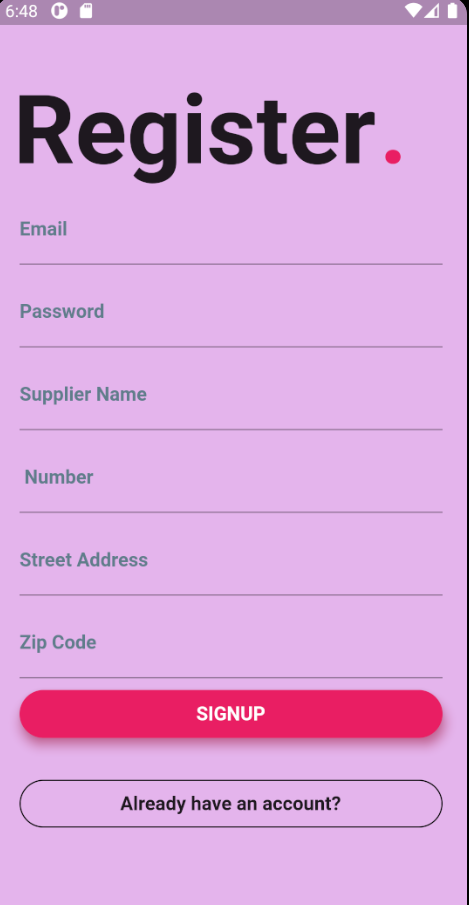 6:48
Register.
Email
Password
Supplier Name
Number
Street Address
Zip Code
SIGNUP
Already have an account?